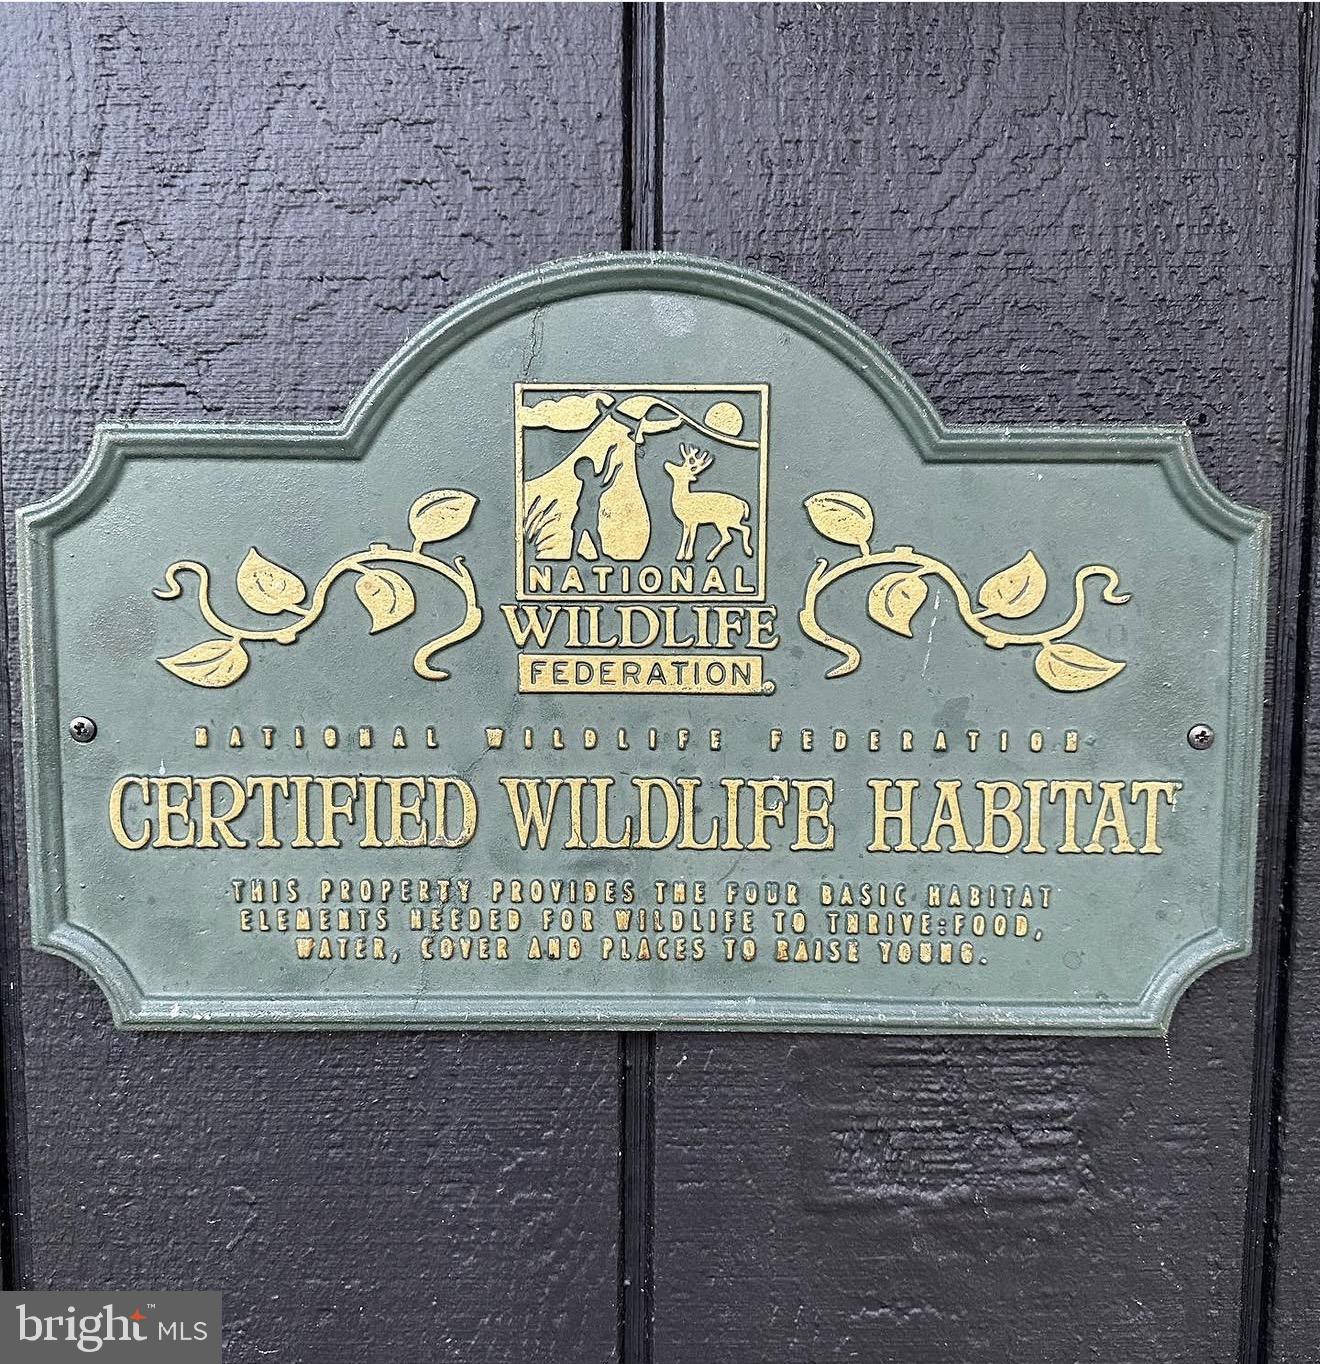 NATIONAL
WILDLIFE
FEDERATION
NATIONAL WILDLIFE FEDERATION
CERTIFIED WILDLIFE HABITAT
THIS PROPERTY PROVIDES THE FOUR BASIC HABITAT
ELEMENTS NEEDED FOR WILDLIFE TO THRIVE:FOOD,
WATER, COVER AND PLACES TO RAISE YOUNG.
bright™ MLS